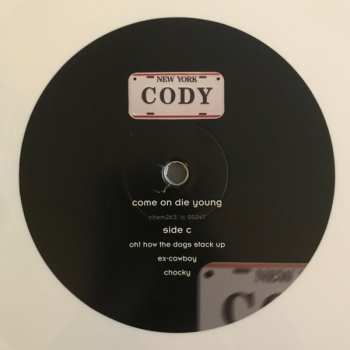 NEW YORK
CODY
come on die young
side c
oh! how the dogs stack up
ex-cowboy
chocky